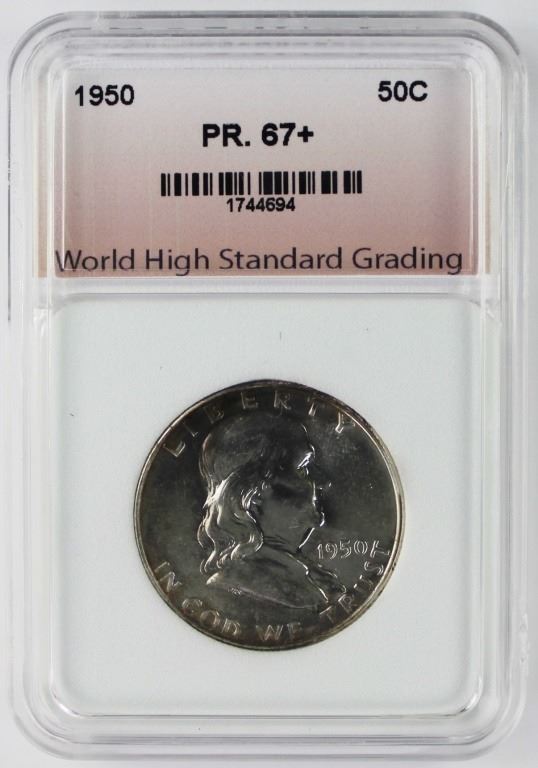 1950 50C
PR. 67+
1744694
World High Standard Grading
LIBERTY
1950
IN GOD WE TRUST